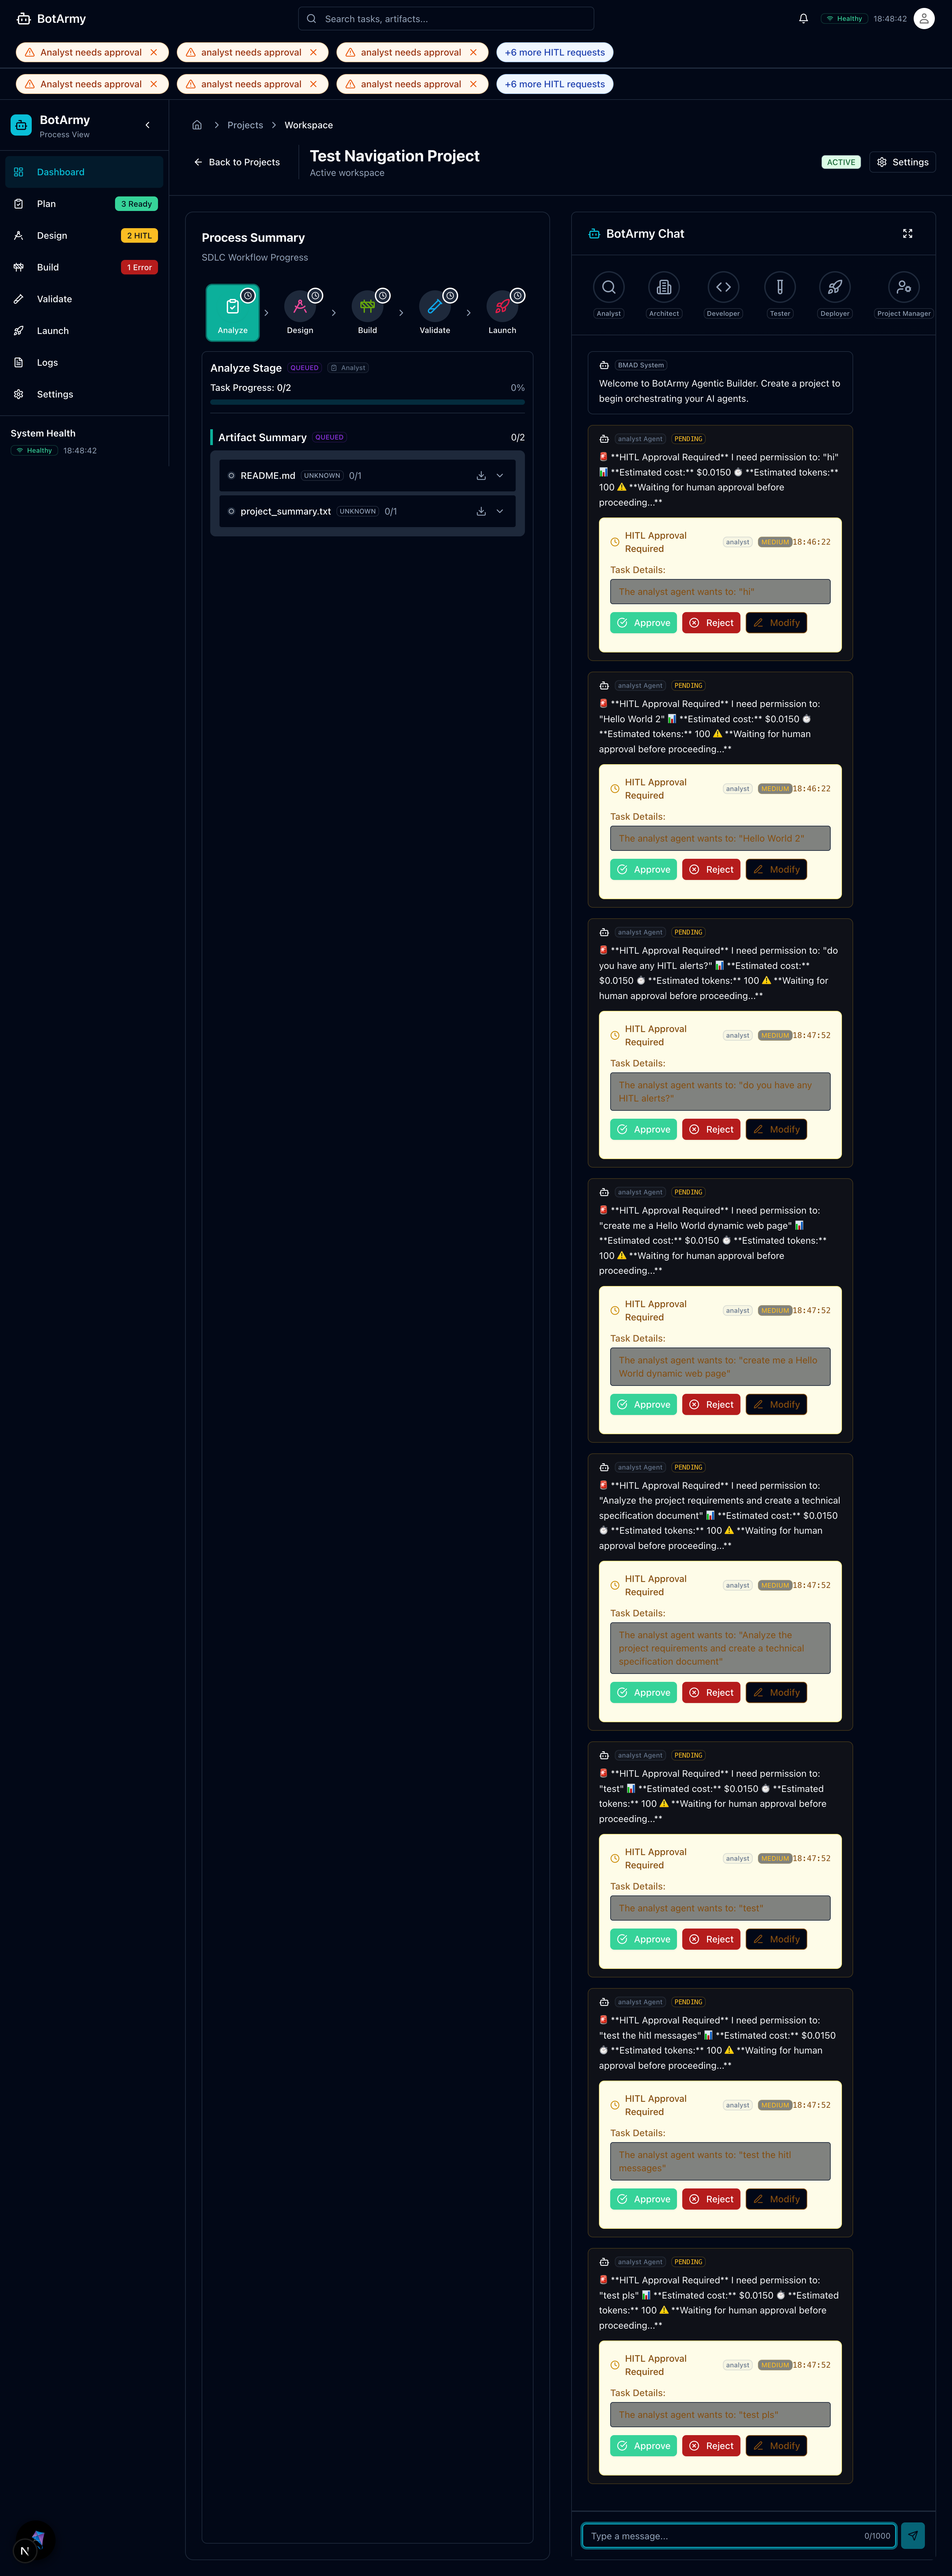 BotArmy
Search tasks, artifacts...
Healthy
18:48:42
Analyst needs approval
analyst needs approval
analyst needs approval
+6 more HITL requests
Analyst needs approval
analyst needs approval
analyst needs approval
+6 more HITL requests
BotArmy
Process View
Dashboard
Plan
3 Ready
Design
2 HITL
Build
1 Error
Validate
Launch
Logs
Settings
System Health
Healthy
18:48:42
Projects
Workspace
Back to Projects
Test Navigation Project
Active workspace
ACTIVE
Settings
Process Summary
SDLC Workflow Progress
Analyze
Design
Build
Validate
Launch
Analyze Stage
QUEUED
Analyst
Task Progress: 0/2
0%
Artifact Summary
QUEUED
0/2
README.md
UNKNOWN
0/1
project_summary.txt
UNKNOWN
0/1
BotArmy Chat
Analyst
Architect
Developer
Tester
Deployer
Project Manager
BMAD System
Welcome to BotArmy Agentic Builder. Create a project to
begin orchestrating your AI agents.
analyst Agent
PENDING
🚨 **HITL Approval Required** I need permission to: "hi"
📊 **Estimated cost:** $0.0150 ⏱️ **Estimated tokens:**
100 ⚠️ **Waiting for human approval before
proceeding...**
HITL Approval
Required
analyst
MEDIUM
18:46:22
Task Details:
The analyst agent wants to: "hi"
Approve
Reject
Modify
analyst Agent
PENDING
🚨 **HITL Approval Required** I need permission to:
"Hello World 2" 📊 **Estimated cost:** $0.0150 ⏱️
**Estimated tokens:** 100 ⚠️ **Waiting for human
approval before proceeding...**
HITL Approval
Required
analyst
MEDIUM
18:46:22
Task Details:
The analyst agent wants to: "Hello World 2"
Approve
Reject
Modify
analyst Agent
PENDING
🚨 **HITL Approval Required** I need permission to: "do
you have any HITL alerts?" 📊 **Estimated cost:**
$0.0150 ⏱️ **Estimated tokens:** 100 ⚠️ **Waiting for
human approval before proceeding...**
HITL Approval
Required
analyst
MEDIUM
18:47:52
Task Details:
The analyst agent wants to: "do you have any
HITL alerts?"
Approve
Reject
Modify
analyst Agent
PENDING
🚨 **HITL Approval Required** I need permission to:
"create me a Hello World dynamic web page" 📊
**Estimated cost:** $0.0150 ⏱️ **Estimated tokens:**
100 ⚠️ **Waiting for human approval before
proceeding...**
HITL Approval
Required
analyst
MEDIUM
18:47:52
Task Details:
The analyst agent wants to: "create me a Hello
World dynamic web page"
Approve
Reject
Modify
analyst Agent
PENDING
🚨 **HITL Approval Required** I need permission to:
"Analyze the project requirements and create a technical
specification document" 📊 **Estimated cost:** $0.0150
⏱️ **Estimated tokens:** 100 ⚠️ **Waiting for human
approval before proceeding...**
HITL Approval
Required
analyst
MEDIUM
18:47:52
Task Details:
The analyst agent wants to: "Analyze the
project requirements and create a technical
specification document"
Approve
Reject
Modify
analyst Agent
PENDING
🚨 **HITL Approval Required** I need permission to:
"test" 📊 **Estimated cost:** $0.0150 ⏱️ **Estimated
tokens:** 100 ⚠️ **Waiting for human approval before
proceeding...**
HITL Approval
Required
analyst
MEDIUM
18:47:52
Task Details:
The analyst agent wants to: "test"
Approve
Reject
Modify
analyst Agent
PENDING
🚨 **HITL Approval Required** I need permission to:
"test the hitl messages" 📊 **Estimated cost:** $0.0150
⏱️ **Estimated tokens:** 100 ⚠️ **Waiting for human
approval before proceeding...**
HITL Approval
Required
analyst
MEDIUM
18:47:52
Task Details:
The analyst agent wants to: "test the hitl
messages"
Approve
Reject
Modify
analyst Agent
PENDING
🚨 **HITL Approval Required** I need permission to:
"test pls" 📊 **Estimated cost:** $0.0150 ⏱️ **Estimated
tokens:** 100 ⚠️ **Waiting for human approval before
proceeding...**
HITL Approval
Required
analyst
MEDIUM
18:47:52
Task Details:
The analyst agent wants to: "test pls"
Approve
Reject
Modify
Type a message...
0/1000
N